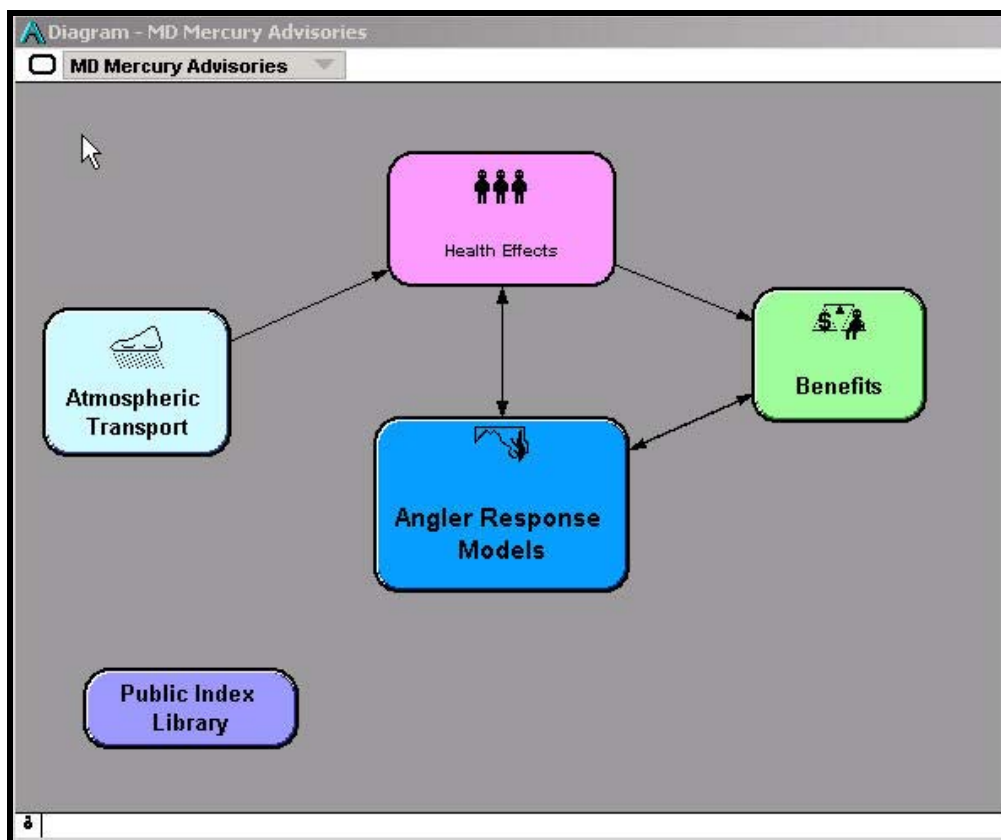 Diagram - MD Mercury Advisories
MD Mercury Advisories
Health Effects
Atmospheric
Transport
$
Benefits
Angler Response
Models
Public Index
Library